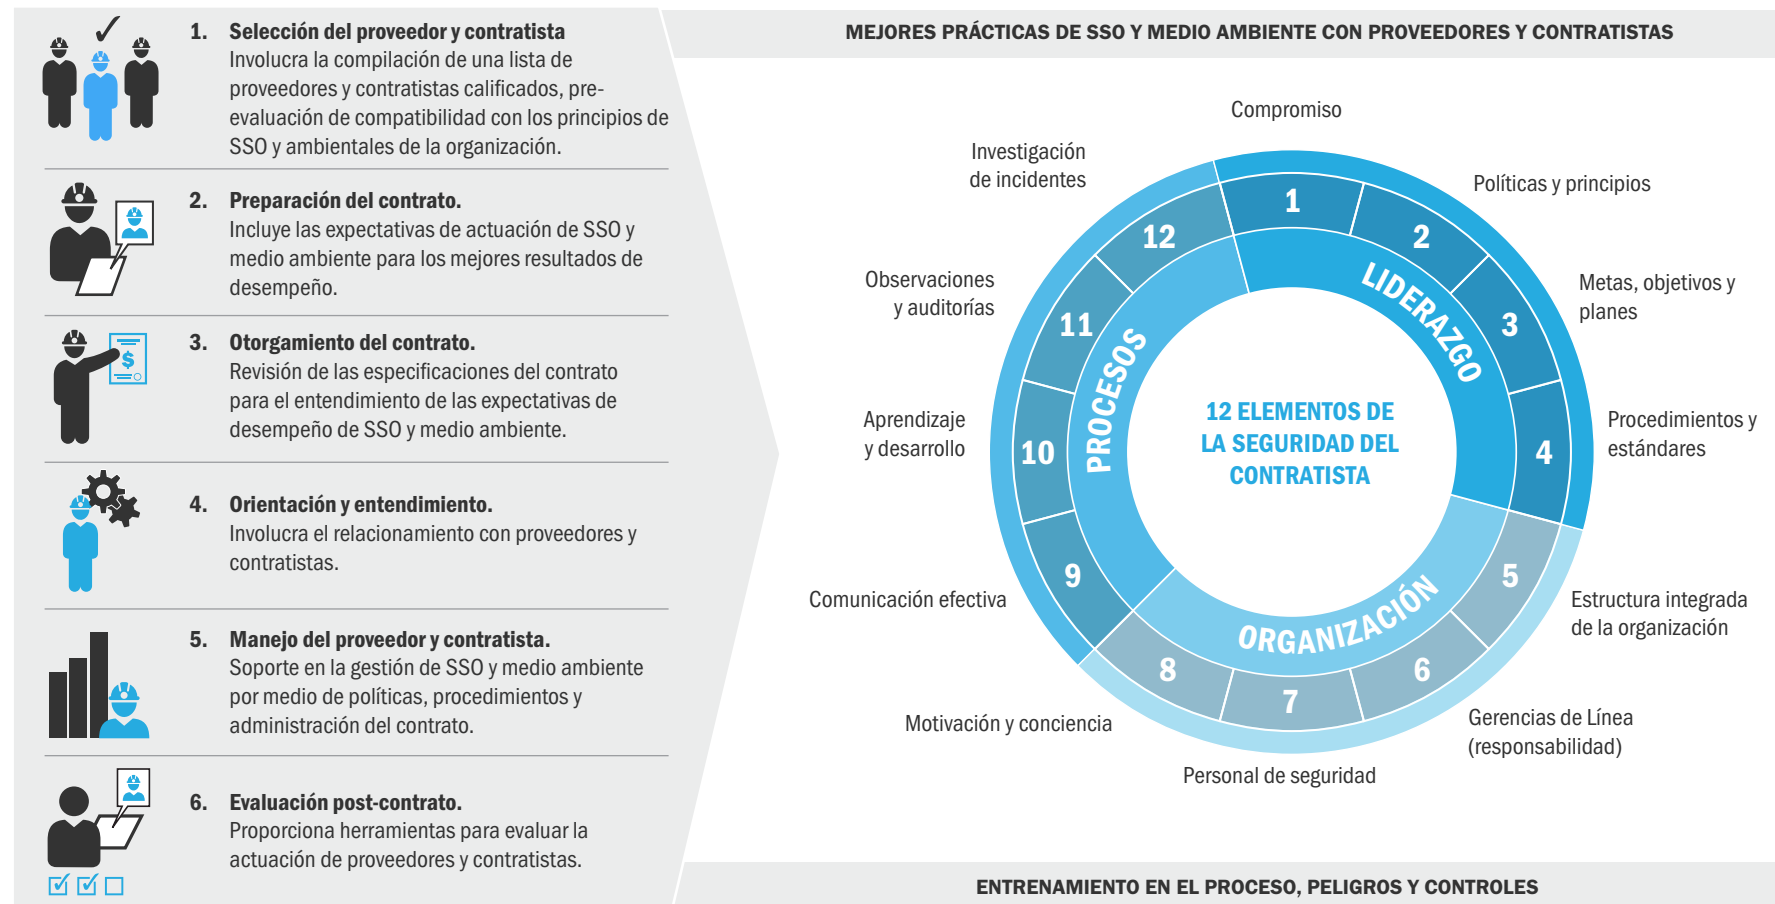 1. Selección del proveedor y contratista
Involucra la compilación de una lista de
proveedores y contratistas calificados, pre-
evaluación de compatibilidad con los principios de
SSO y ambientales de la organización.
2. Preparación del contrato.
Incluye las expectativas de actuación de SSO y
medio ambiente para los mejores resultados de
desempeño.
$
3. Otorgamiento del contrato.
Revisión de las especificaciones del contrato
para el entendimiento de las expectativas de
desempeño de SSO y medio ambiente.
4. Orientación y entendimiento.
Involucra el relacionamiento con proveedores y
contratistas.
5. Manejo del proveedor y contratista.
Soporte en la gestión de SSO y medio ambiente
por medio de políticas, procedimientos y
administración del contrato.
6. Evaluación post-contrato.
Proporciona herramientas para evaluar la
actuación de proveedores y contratistas.
MEJORES PRÁCTICAS DE SSO Y MEDIO AMBIENTE CON PROVEEDORES Y CONTRATISTAS
Compromiso
Políticas y principios
Metas, objetivos y
planes
Procedimientos y
estándares
Estructura integrada
de la organización
Gerencias de Línea
(responsabilidad)
Personal de seguridad
Motivación y conciencia
Comunicación efectiva
Aprendizaje
y desarrollo
Observaciones
y auditorías
Investigación
de incidentes
1
2
3
4
5
6
7
8
9
10
11
12
LIDERAZGO
ORGANIZACIÓN
PROCESOS
12 ELEMENTOS DE
LA SEGURIDAD DEL
CONTRATISTA
ENTRENAMIENTO EN EL PROCESO, PELIGROS Y CONTROLES